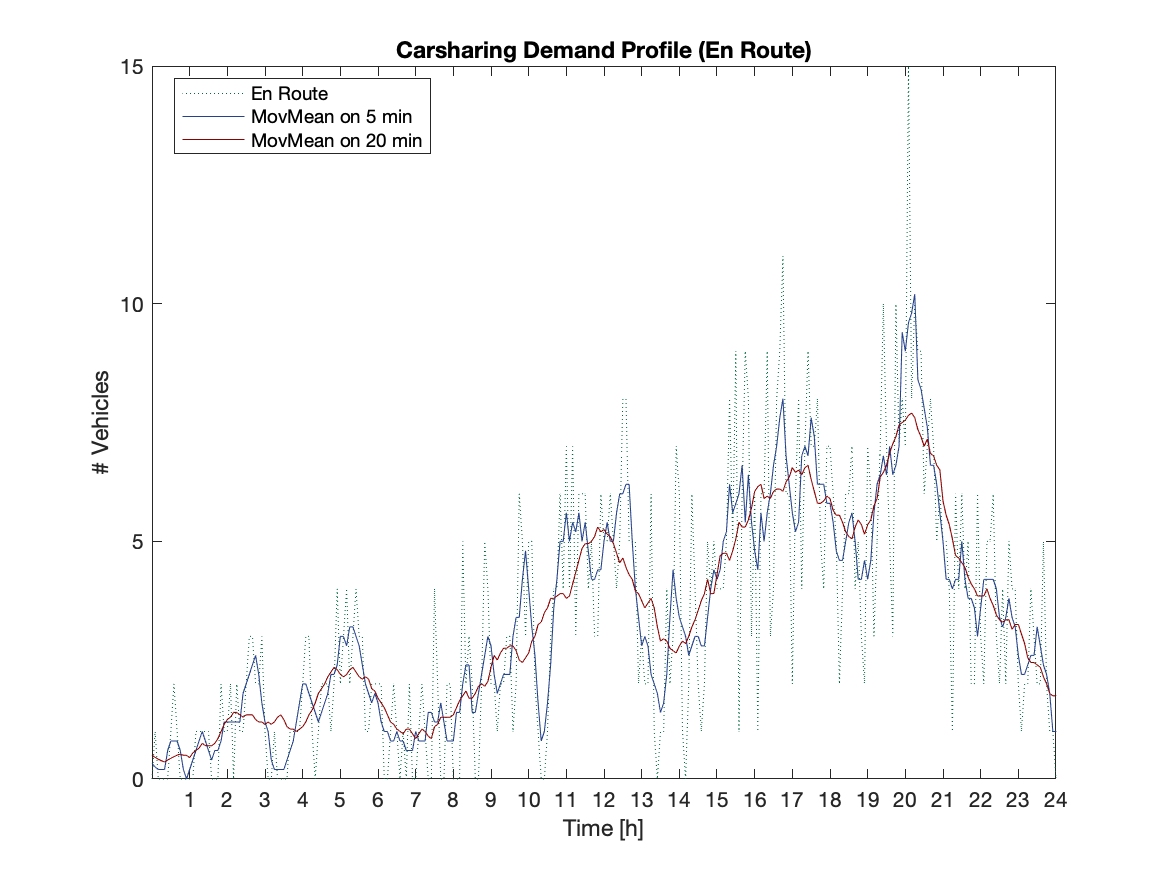 Carsharing Demand Profile (En Route)
En Route
MovMean on 5 min
MovMean on 20 min
15
10
5
0
# Vehicles
1 2 3 4 5 6 7 8 9 10 11 12 13 14 15 16 17 18 19 20 21 22 23 24
Time [h]